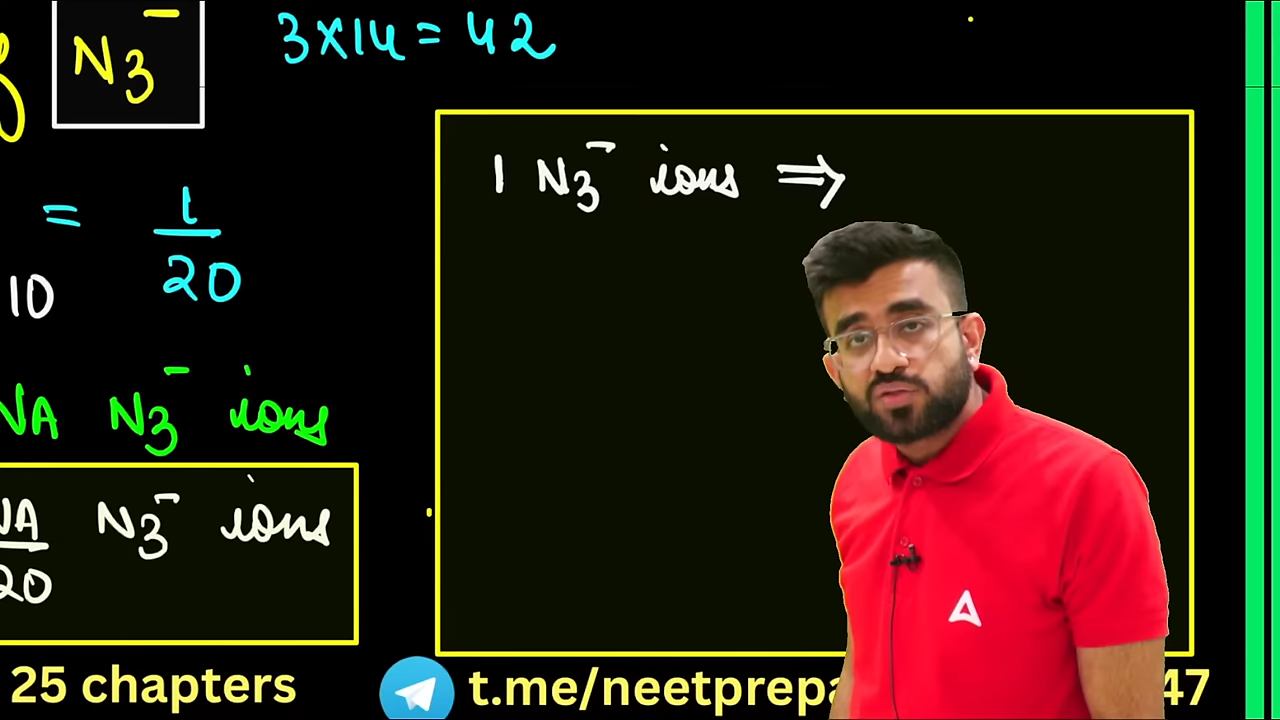 N3⁻ 3×14 = 42
1 N3⁻ ions ⇒
= 1/20
10
NA N3⁻ ions
NA/20 N3⁻ ions
25 chapters t.me/neetprepa 47